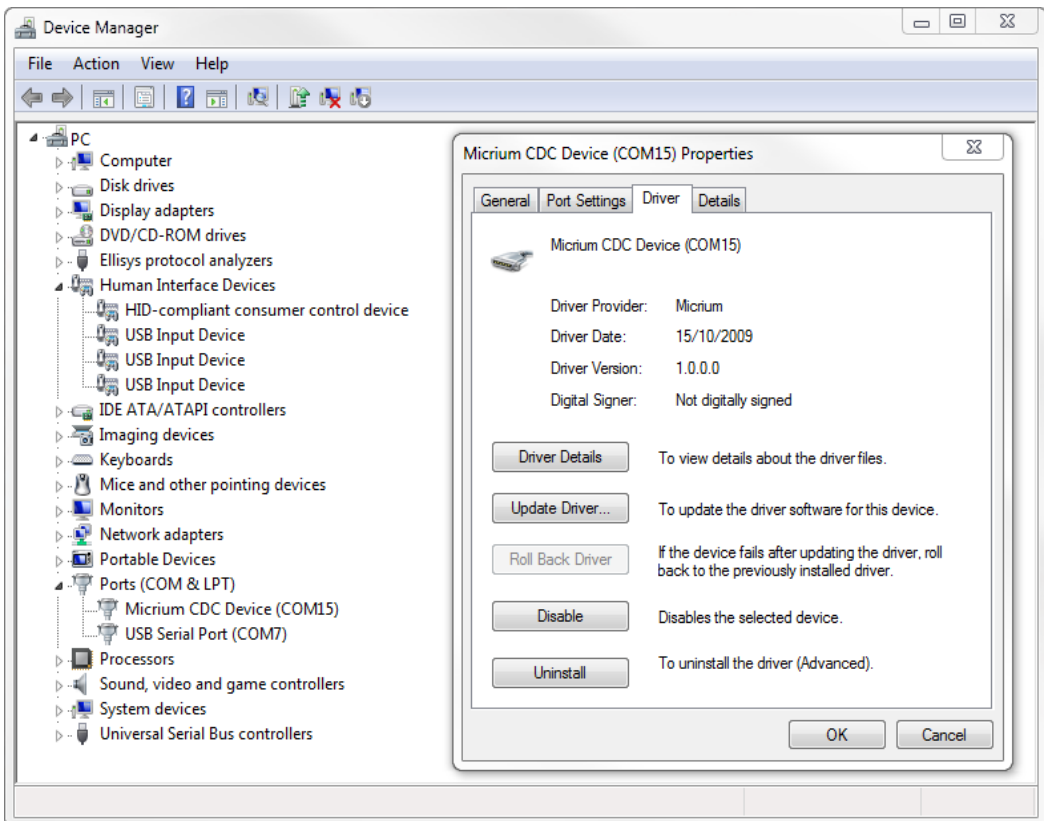 Device Manager
File Action View Help
PC
Computer
Disk drives
Display adapters
DVD/CD-ROM drives
Ellisys protocol analyzers
Human Interface Devices
HID-compliant consumer control device
USB Input Device
USB Input Device
USB Input Device
IDE ATA/ATAPI controllers
Imaging devices
Keyboards
Mice and other pointing devices
Monitors
Network adapters
Portable Devices
Ports (COM & LPT)
Micrium CDC Device (COM15)
USB Serial Port (COM7)
Processors
Sound, video and game controllers
System devices
Universal Serial Bus controllers
Micrium CDC Device (COM15) Properties
General Port Settings Driver Details
Micrium CDC Device (COM15)
Driver Provider: Micrium
Driver Date: 15/10/2009
Driver Version: 1.0.0.0
Digital Signer: Not digitally signed
Driver Details To view details about the driver files.
Update Driver... To update the driver software for this device.
Roll Back Driver If the device fails after updating the driver, roll
back to the previously installed driver.
Disable Disables the selected device.
Uninstall To uninstall the driver (Advanced).
OK Cancel